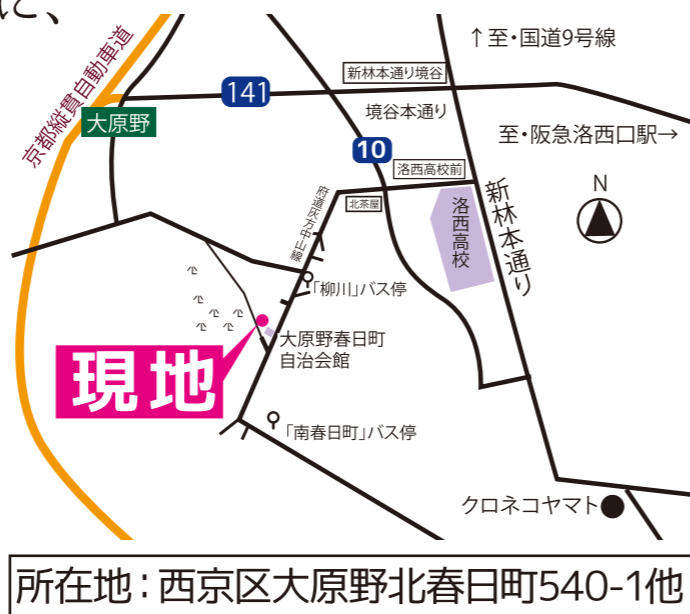 に、
↑至・国道9号線
京都縦貫自動車道
新林本通り境谷
141
境谷本通り
大原野
至・阪急洛西口駅→
10
洛西高校前
N
府道灰方中山線
北茶屋
洛西高校
新林本通り
「柳川」バス停
大原野春日町
自治会館
現地
「南春日町」バス停
クロネコヤマト
所在地：西京区大原野北春日町540-1他